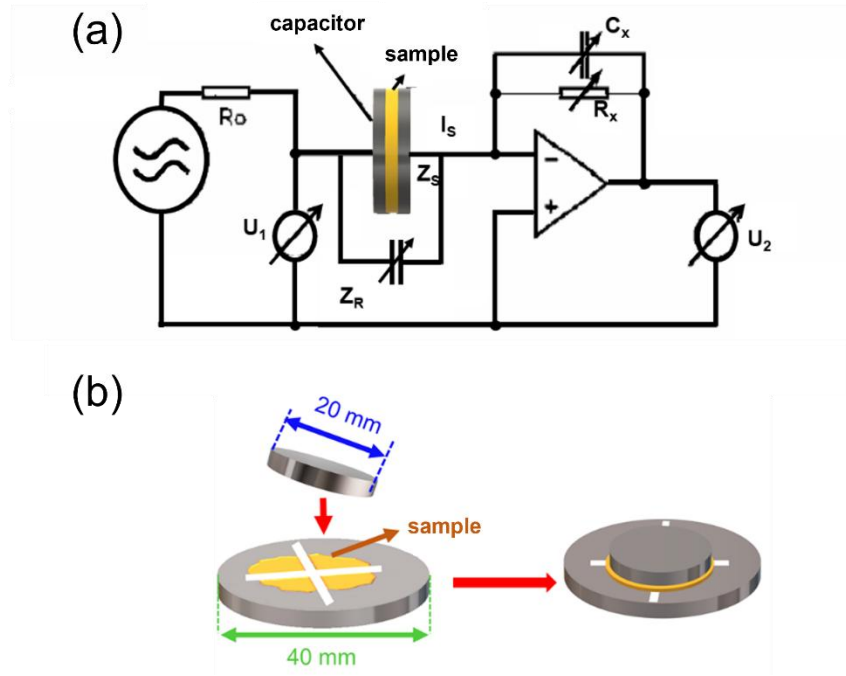 (a)
capacitor
sample
Cx
Ro
Rx
Is
Zs
U1
U2
ZR
(b)
20 mm
sample
40 mm